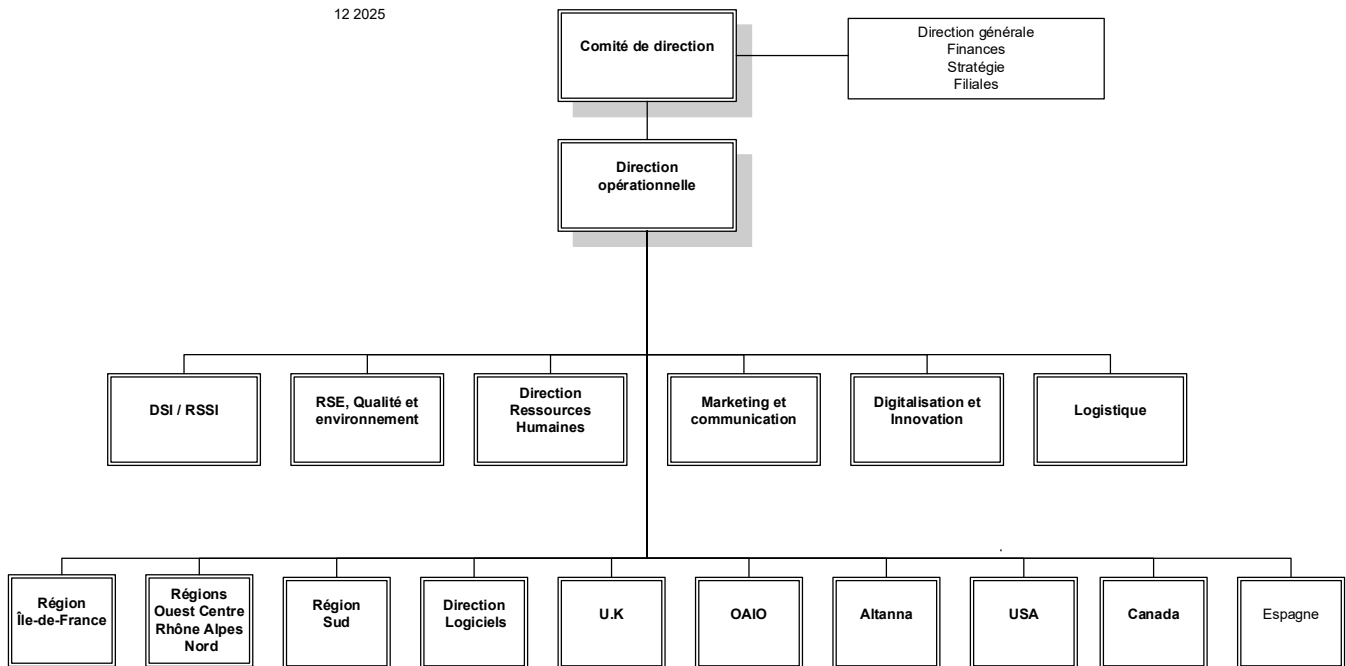 12 2025
Comité de direction
Direction générale
Finances
Stratégie
Filiales
Direction
opérationnelle
DSI / RSSI
RSE, Qualité et
environnement
Direction
Ressources
Humaines
Marketing et
communication
Digitalisation et
Innovation
Logistique
Région
Île-de-France
Régions
Ouest Centre
Rhône Alpes
Nord
Région
Sud
Direction
Logiciels
U.K
OAIO
Altanna
USA
Canada
Espagne